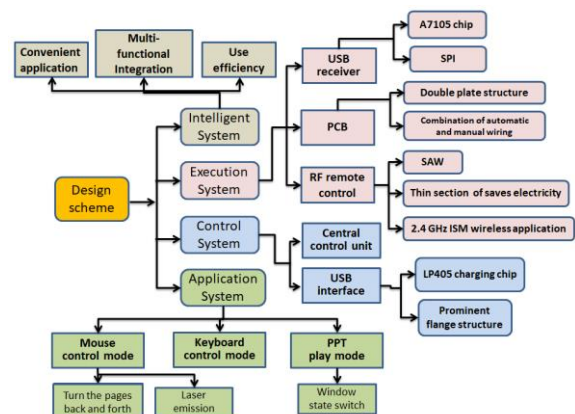 Convenient
application
Multi-
functional
Integration
Use
efficiency
USB
receiver
A7105 chip
SPI
Intelligent
System
PCB
Double plate structure
Combination of automatic
and manual wiring
Execution
System
RF remote
control
SAW
Thin section of saves electricity
2.4 GHz ISM wireless application
Design
scheme
Control
System
Central
control unit
USB
interface
LP405 charging chip
Prominent
flange structure
Application
System
Mouse
control mode
Keyboard
control mode
PPT
play mode
Turn the pages
back and forth
Laser
emission
Window
state switch